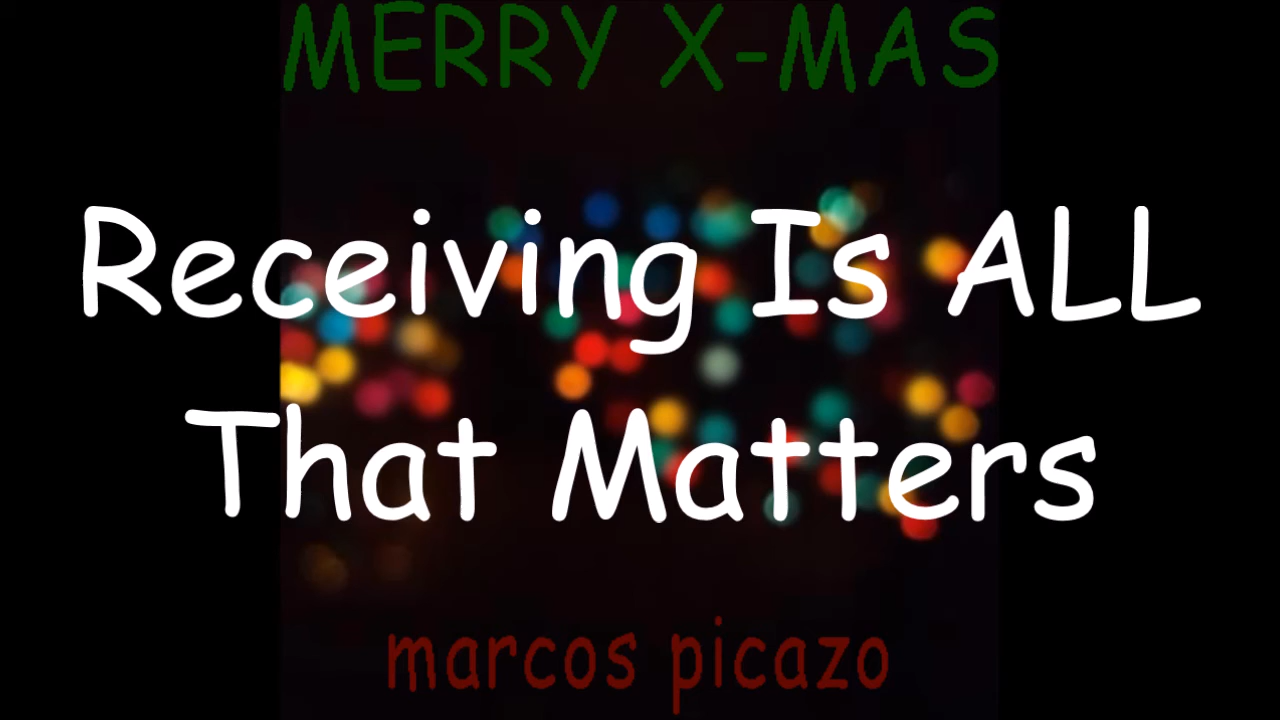 MERRY X-MAS
Receiving Is ALL
That Matters
marcos picazo